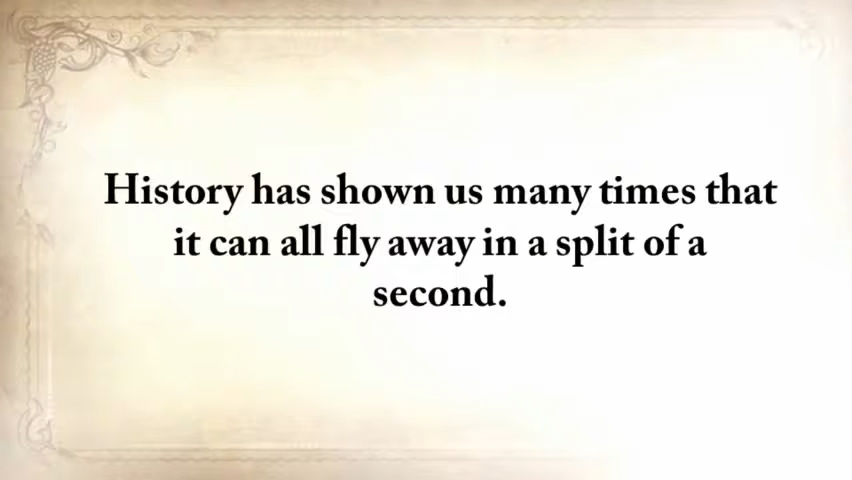 History has shown us many times that
it can all fly away in a split of a
second.